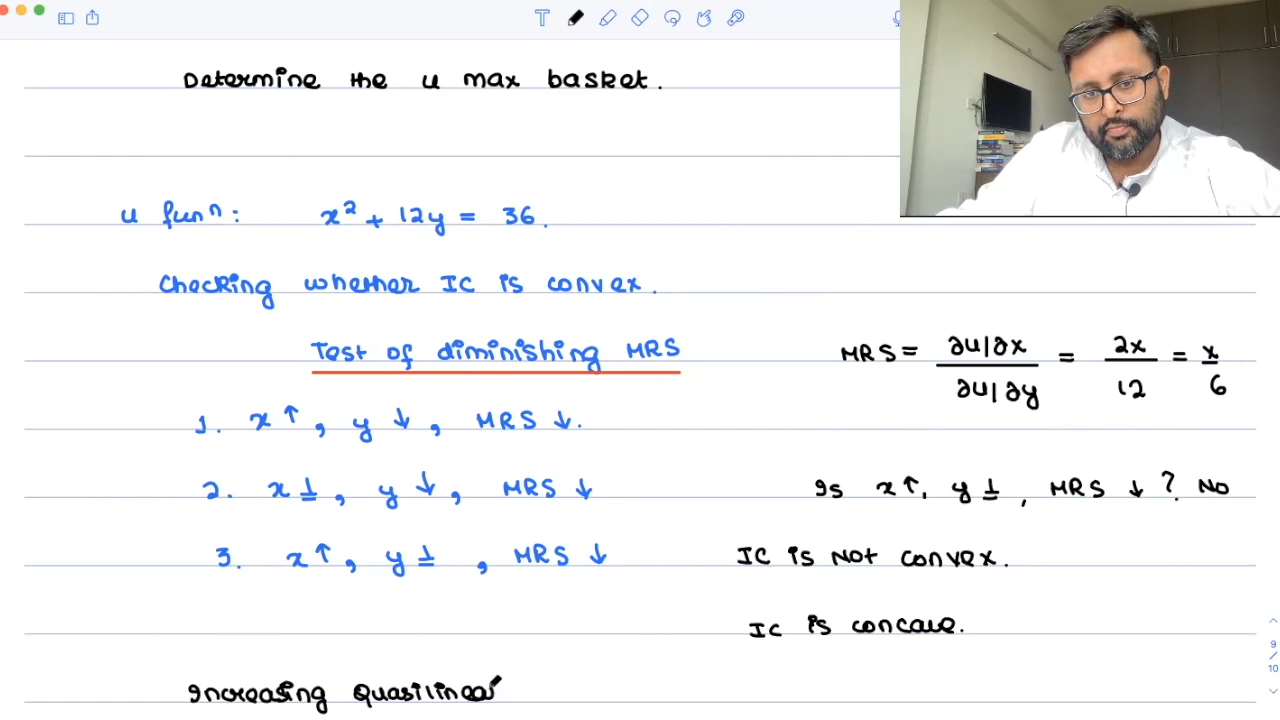 Determine the u max basket.
u funⁿ: x² + 12y = 36.
Checking whether IC is convex.
Test of diminishing MRS
MRS = ∂U/∂x / ∂U/∂y = 2x / 12 = x / 6
1. x ↑, y ↓, MRS ↓.
2. x ⊥, y ↓, MRS ↓
Is x↑, y ⊥, MRS ↓ ? No
3. x ↑, y ⊥, MRS ↓
IC is NOT convex.
IC is concave.
Increasing Quasilinear
9 / 10